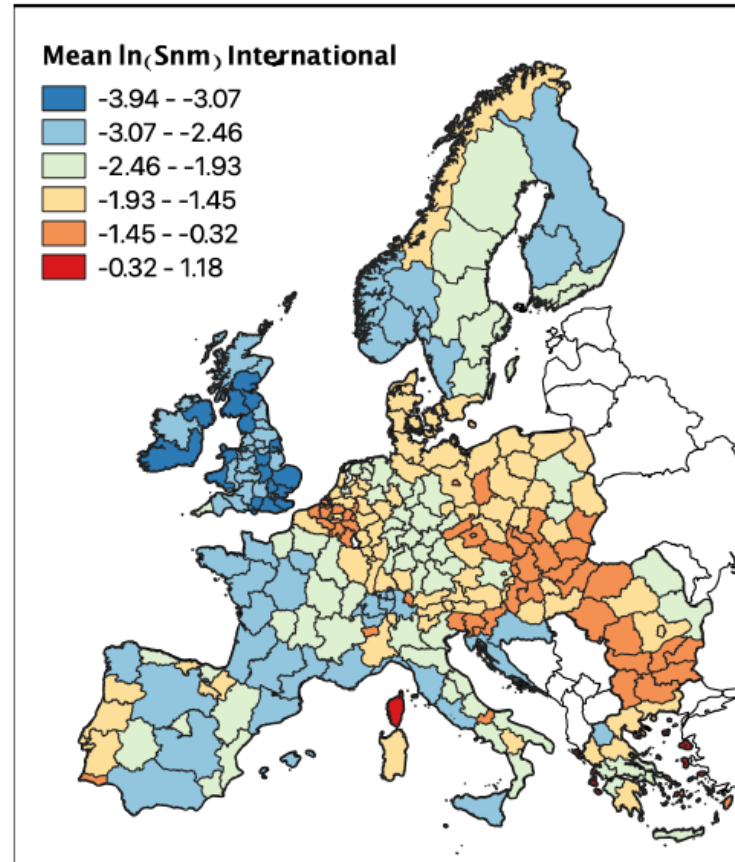 Mean ln(Snm) International
-3.94 - -3.07
-3.07 - -2.46
-2.46 - -1.93
-1.93 - -1.45
-1.45 - -0.32
-0.32 - 1.18